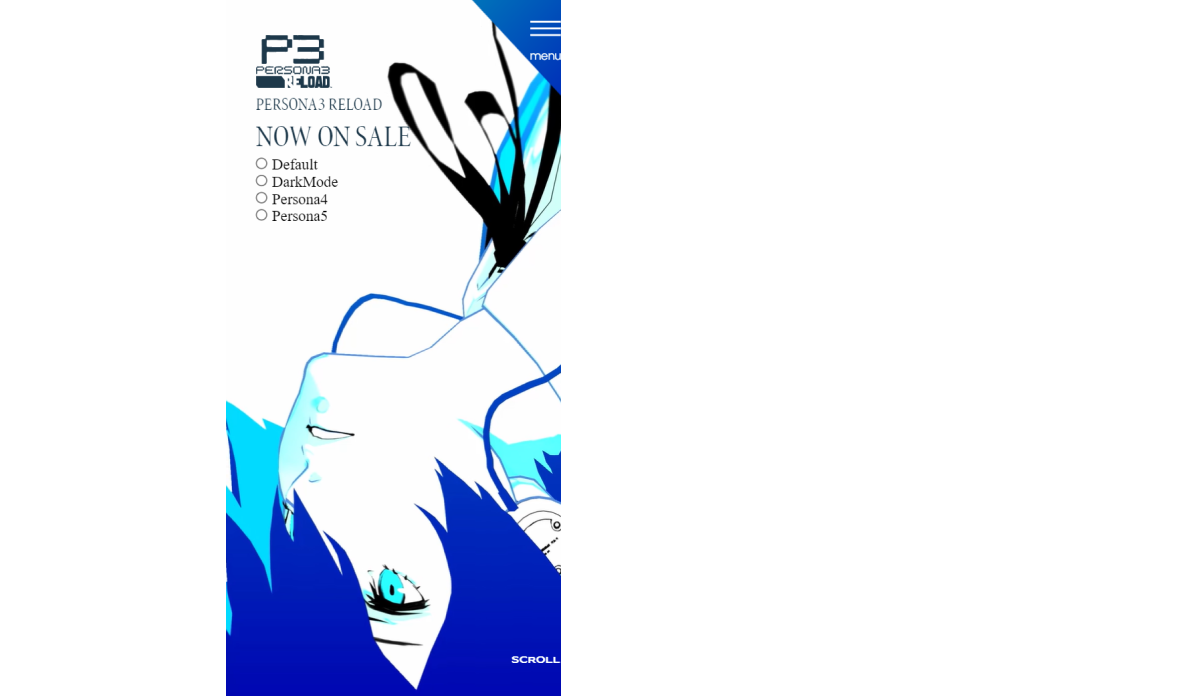 P3
PERSONA3
RELOAD
menu
PERSONA3 RELOAD
NOW ON SALE
Default
DarkMode
Persona4
Persona5
SCROLL